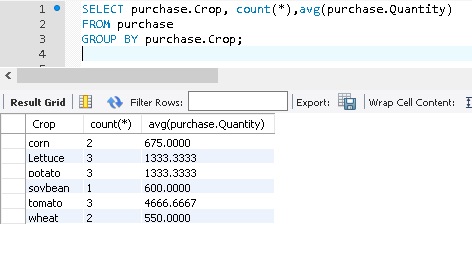 1 SELECT purchase.Crop, count(*),avg(purchase.Quantity)
2 FROM purchase
3 GROUP BY purchase.Crop;
4
Result Grid Filter Rows: Export: Wrap Cell Content:
Crop count(*) avg(purchase.Quantity)
corn 2 675.0000
Lettuce 3 1333.3333
potato 3 1333.3333
soybean 1 600.0000
tomato 3 4666.6667
wheat 2 550.0000